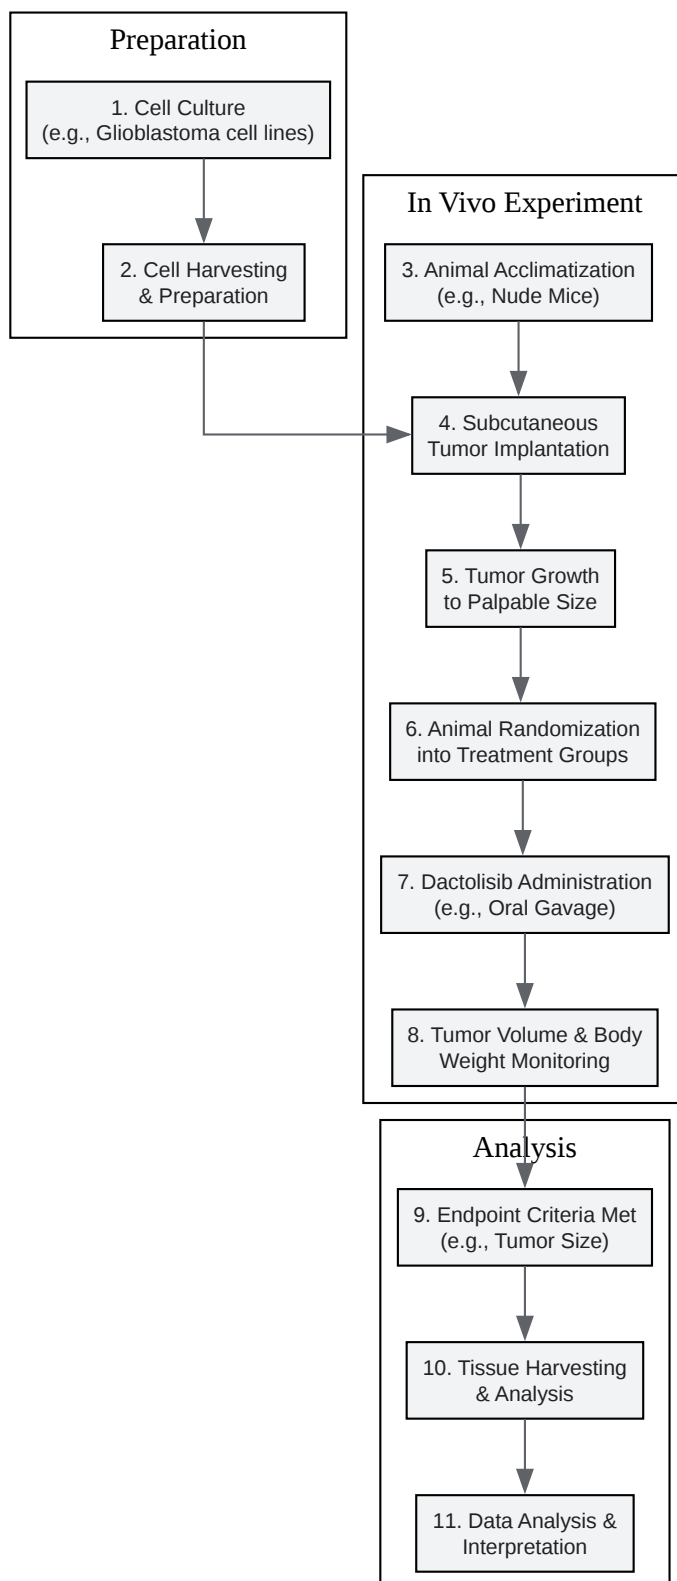 Preparation
1. Cell Culture
(e.g., Glioblastoma cell lines)
2. Cell Harvesting
& Preparation
In Vivo Experiment
3. Animal Acclimatization
(e.g., Nude Mice)
4. Subcutaneous
Tumor Implantation
5. Tumor Growth
to Palpable Size
6. Animal Randomization
into Treatment Groups
7. Dactolisib Administration
(e.g., Oral Gavage)
8. Tumor Volume & Body
Weight Monitoring
Analysis
9. Endpoint Criteria Met
(e.g., Tumor Size)
10. Tissue Harvesting
& Analysis
11. Data Analysis &
Interpretation